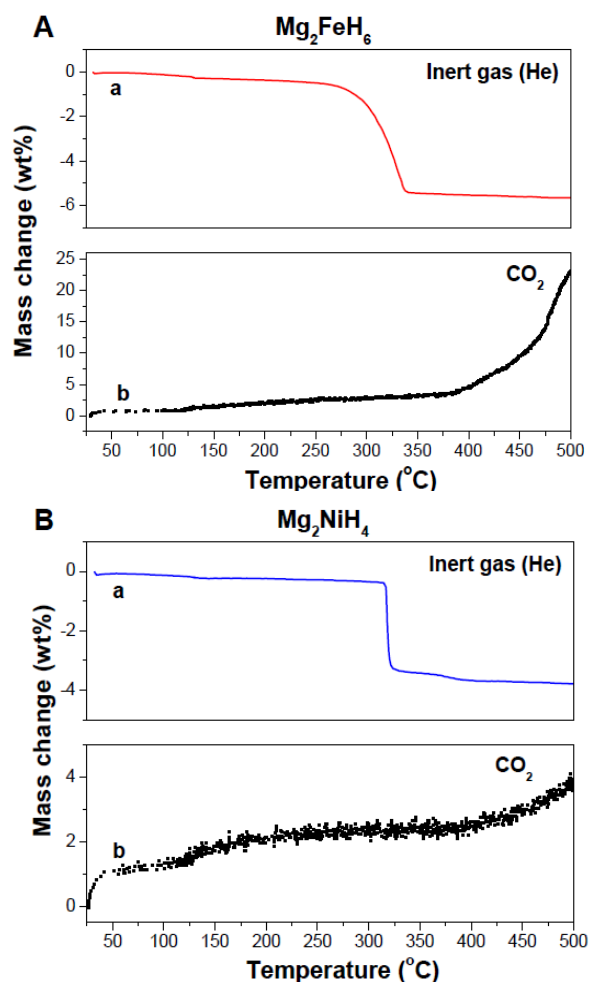 A
Mg₂FeH₆
Inert gas (He)
a
0
-2
-4
-6
CO₂
b
25
20
15
10
5
0
50 100 150 200 250 300 350 400 450 500
Mass change (wt%)
Temperature (°C)
B
Mg₂NiH₄
Inert gas (He)
a
0
-2
-4
CO₂
b
4
2
0
50 100 150 200 250 300 350 400 450 500
Mass change (wt%)
Temperature (°C)